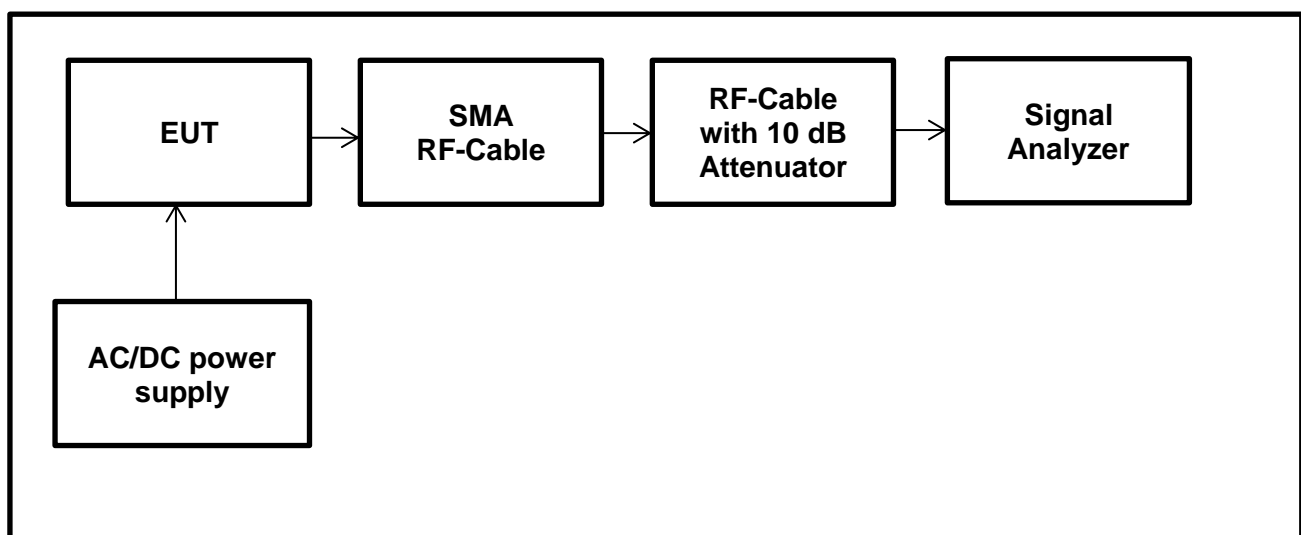 EUT
SMA
RF-Cable
RF-Cable
with 10 dB
Attenuator
Signal
Analyzer
AC/DC power
supply